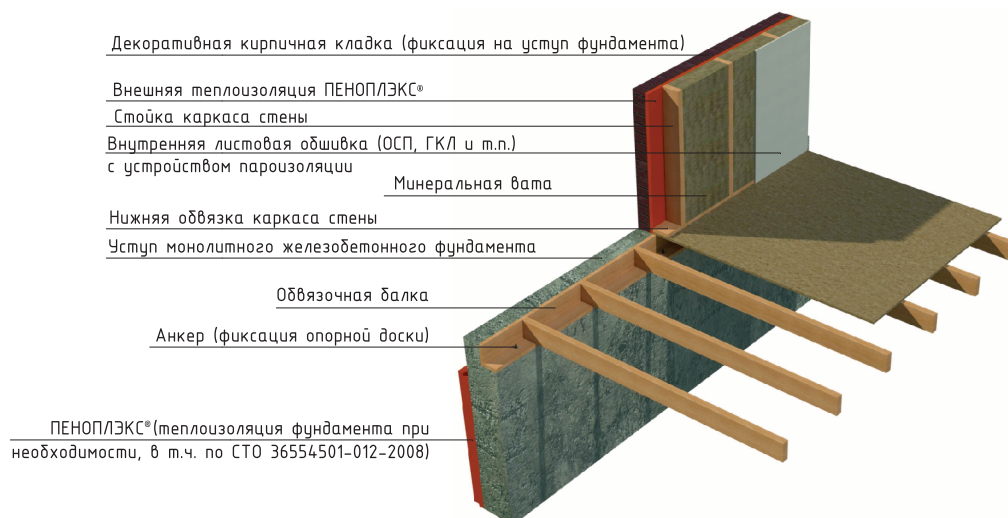 Декоративная кирпичная кладка (фиксация на уступ фундамента)
Внешняя теплоизоляция ПЕНОПЛЭКС®
Стойка каркаса стены
Внутренняя листовая обшивка (ОСП, ГКЛ и т.п.)
с устройством пароизоляции
Минеральная вата
Нижняя обвязка каркаса стены
Уступ монолитного железобетонного фундамента
Обвязочная балка
Анкер (фиксация опорной доски)
ПЕНОПЛЭКС® (теплоизоляция фундамента при
необходимости, в т.ч. по СТО 36554501-012-2008)